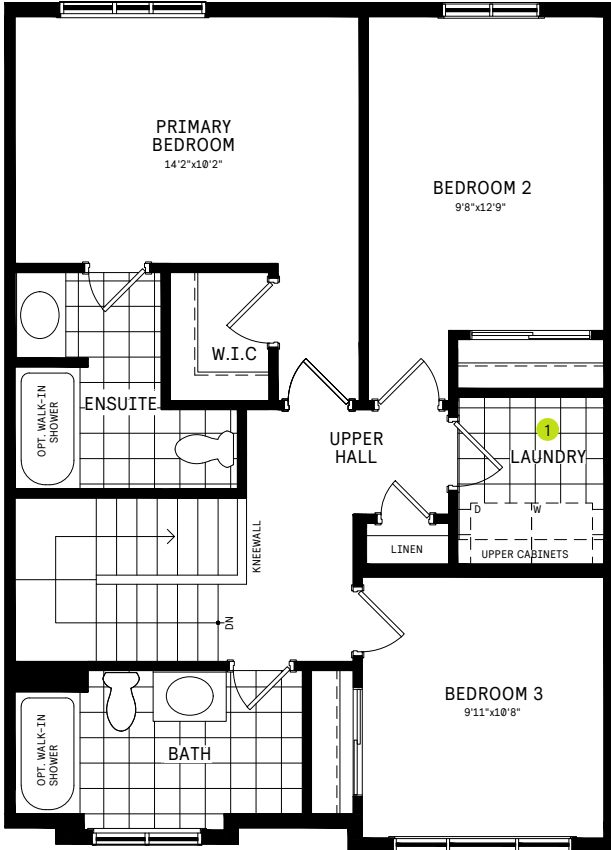 PRIMARY
BEDROOM
14'2"x10'2"
BEDROOM 2
9'8"x12'9"
W.I.C
ENSUITE
OPT. WALK-IN
SHOWER
UPPER
HALL
1
LAUNDRY
D
W
UPPER CABINETS
LINEN
KNEEWALL
DN
BEDROOM 3
9'11"x10'8"
BATH
OPT. WALK-IN
SHOWER